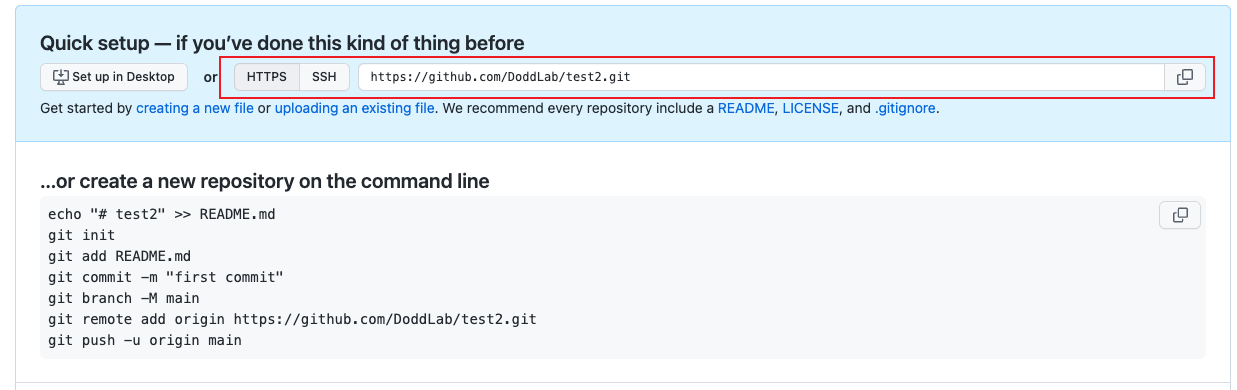 Quick setup — if you’ve done this kind of thing before
Set up in Desktop or HTTPS SSH https://github.com/DoddLab/test2.git
Get started by creating a new file or uploading an existing file. We recommend every repository include a README, LICENSE, and .gitignore.
…or create a new repository on the command line
echo "# test2" >> README.md
git init
git add README.md
git commit -m "first commit"
git branch -M main
git remote add origin https://github.com/DoddLab/test2.git
git push -u origin main